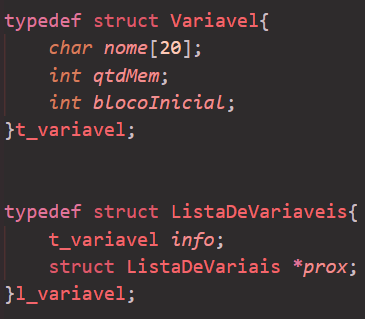 typedef struct Variavel{
    char nome[20];
    int qtdMem;
    int blocoInicial;
}t_variavel;
typedef struct ListaDeVariaveis{
    t_variavel info;
    struct ListaDeVariais *prox;
}l_variavel;